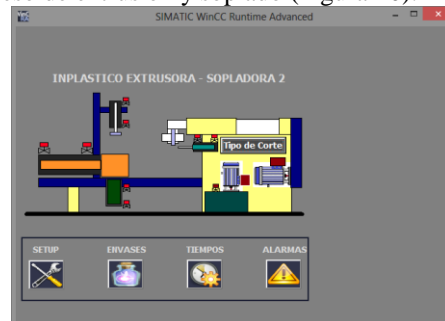 SIMATIC WinCC Runtime Advanced
INPLASTICO EXTRUSORA - SOPLADORA 2
Tipo de Corte
SETUP
ENVASES
TIEMPOS
ALARMAS